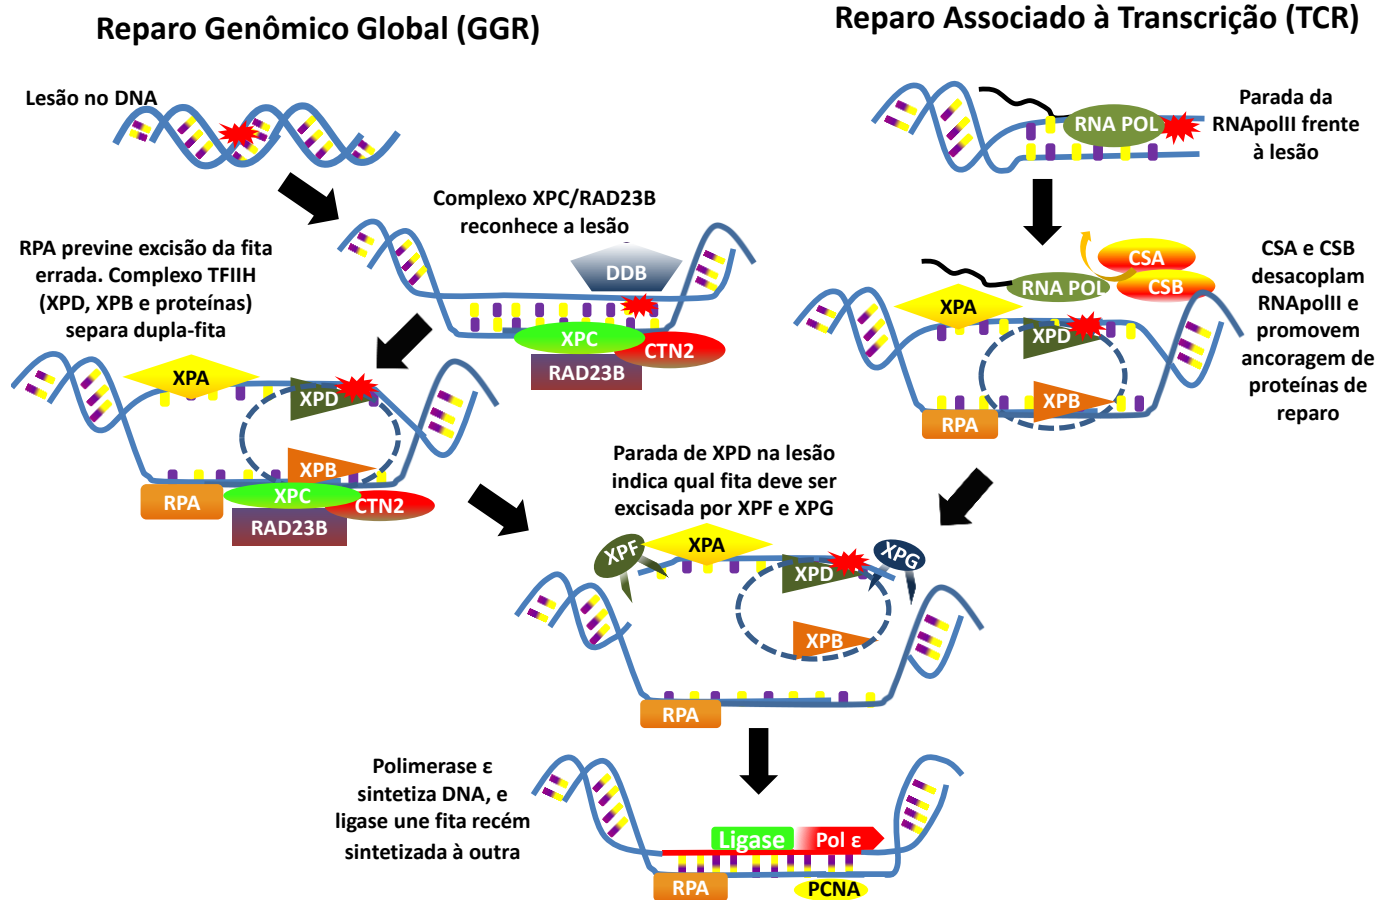 Reparo Genômico Global (GGR)
Reparo Associado à Transcrição (TCR)
Lesão no DNA
Complexo XPC/RAD23B
reconhece a lesão
DDB
XPC
CTN2
RAD23B
RPA previne excisão da fita
errada. Complexo TFIIH
(XPD, XPB e proteínas)
separa dupla-fita
XPA
XPD
XPB
RPA
XPC
CTN2
RAD23B
RNA POL
Parada da
RNApolII frente
à lesão
CSA
CSB
RNA POL
XPA
XPD
XPB
RPA
CSA e CSB
desacoplam
RNApolII e
promovem
ancoragem de
proteínas de
reparo
Parada de XPD na lesão
indica qual fita deve ser
excisada por XPF e XPG
XPF
XPA
XPD
XPG
XPB
RPA
Polimerase ε
sintetiza DNA, e
ligase une fita recém
sintetizada à outra
Ligase
Pol ε
RPA
PCNA